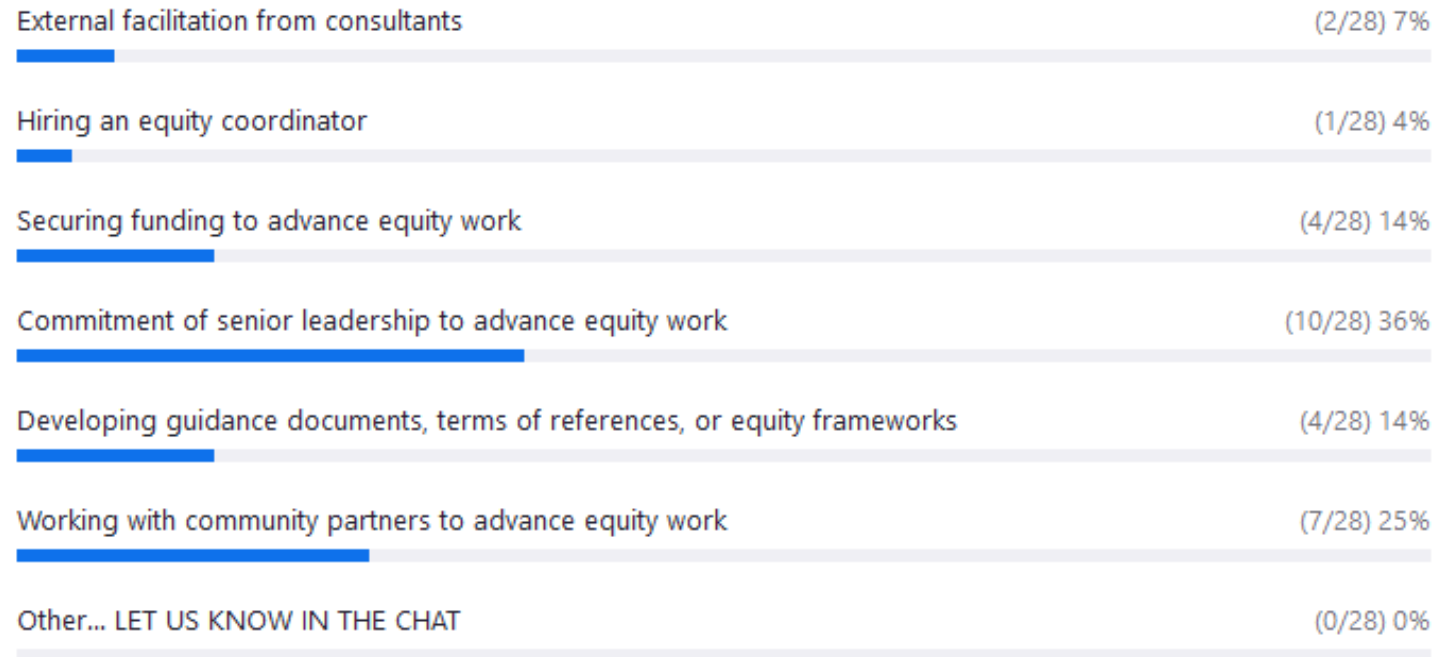 External facilitation from consultants (2/28) 7%
Hiring an equity coordinator (1/28) 4%
Securing funding to advance equity work (4/28) 14%
Commitment of senior leadership to advance equity work (10/28) 36%
Developing guidance documents, terms of references, or equity frameworks (4/28) 14%
Working with community partners to advance equity work (7/28) 25%
Other... LET US KNOW IN THE CHAT (0/28) 0%